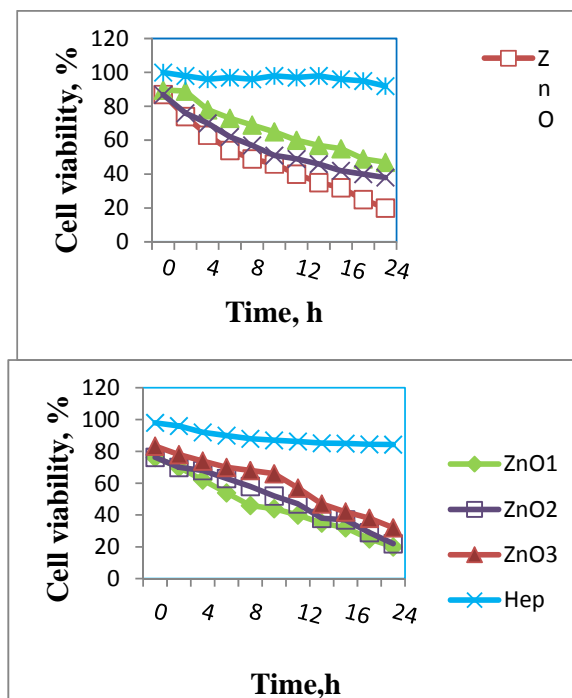 120
100
80
60
40
20
0
Cell viability, %
0 4 8 12 16 24
Time, h
Z
n
O
120
100
80
60
40
20
0
Cell viability, %
0 4 8 12 16 24
Time,h
ZnO1
ZnO2
ZnO3
Hep